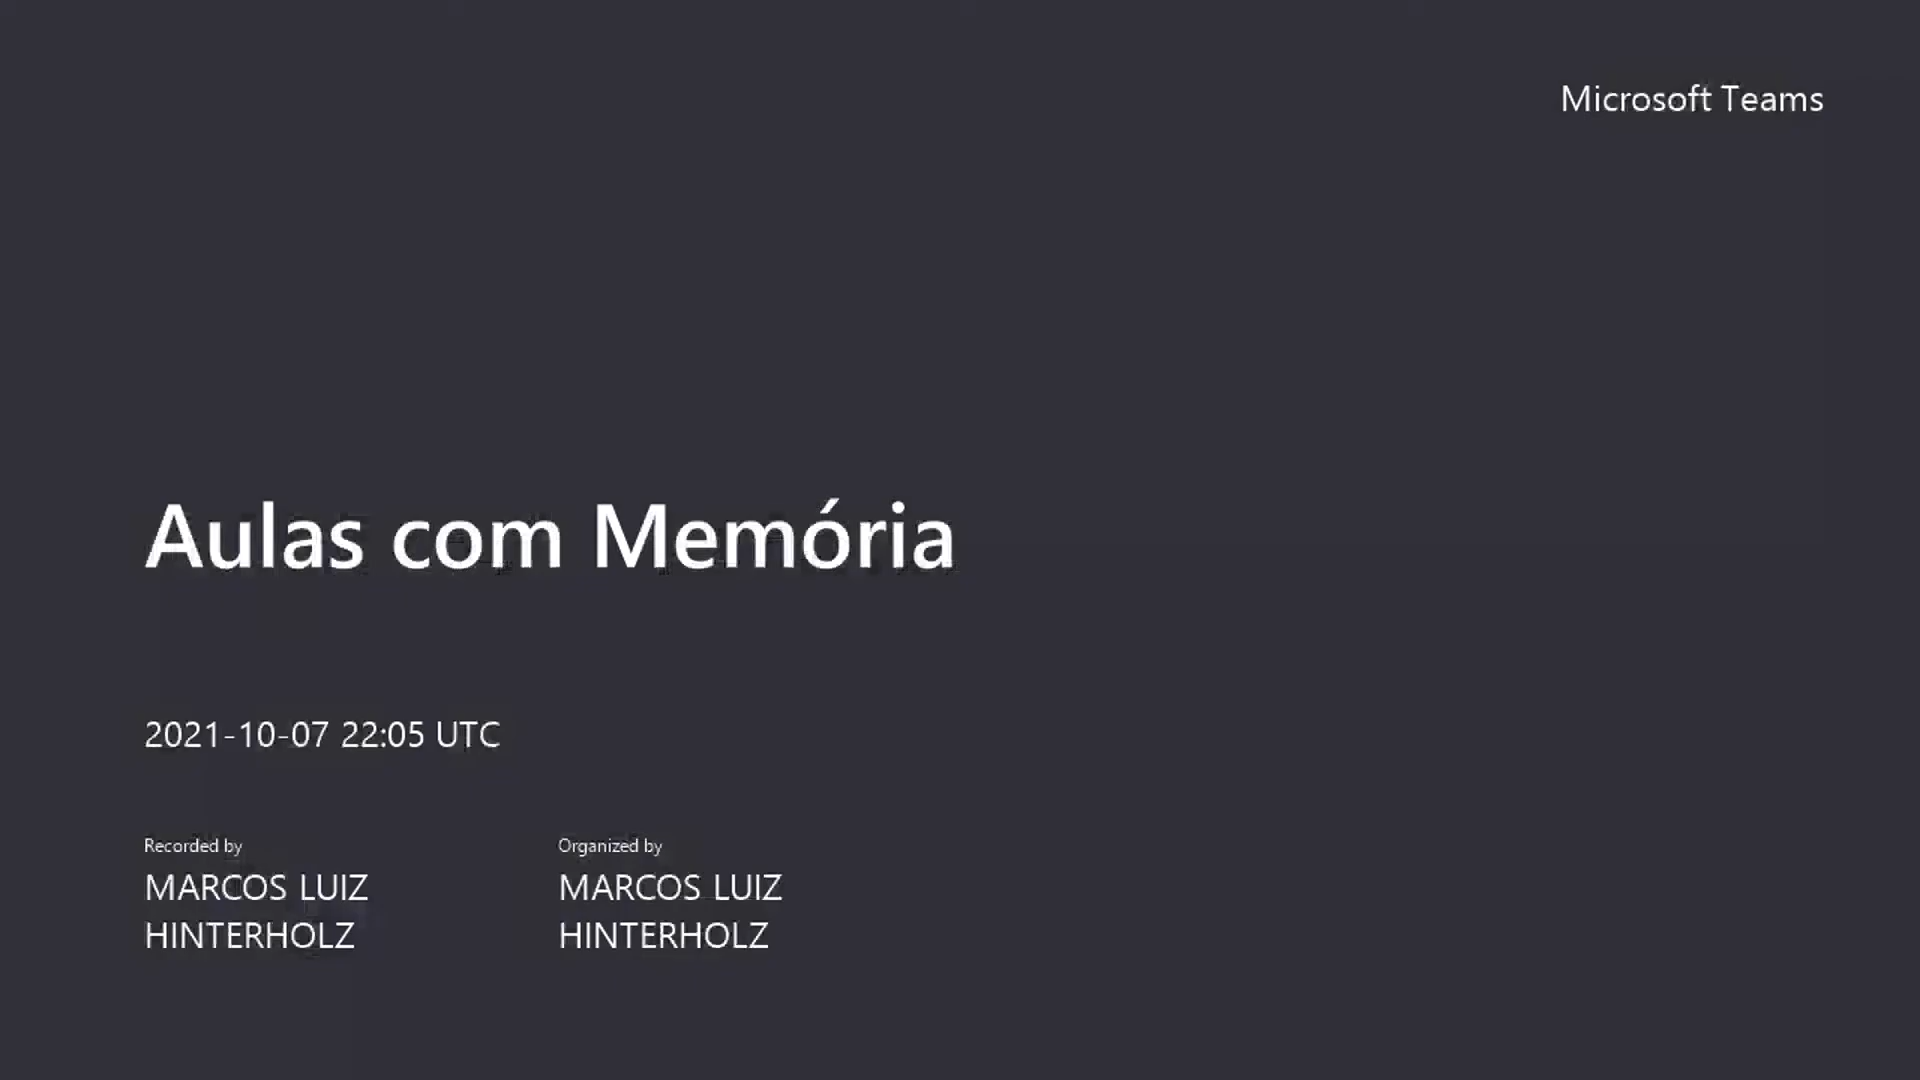 Microsoft Teams
Aulas com Memória
2021-10-07 22:05 UTC
Recorded by
MARCOS LUIZ
HINTERHOLZ
Organized by
MARCOS LUIZ
HINTERHOLZ